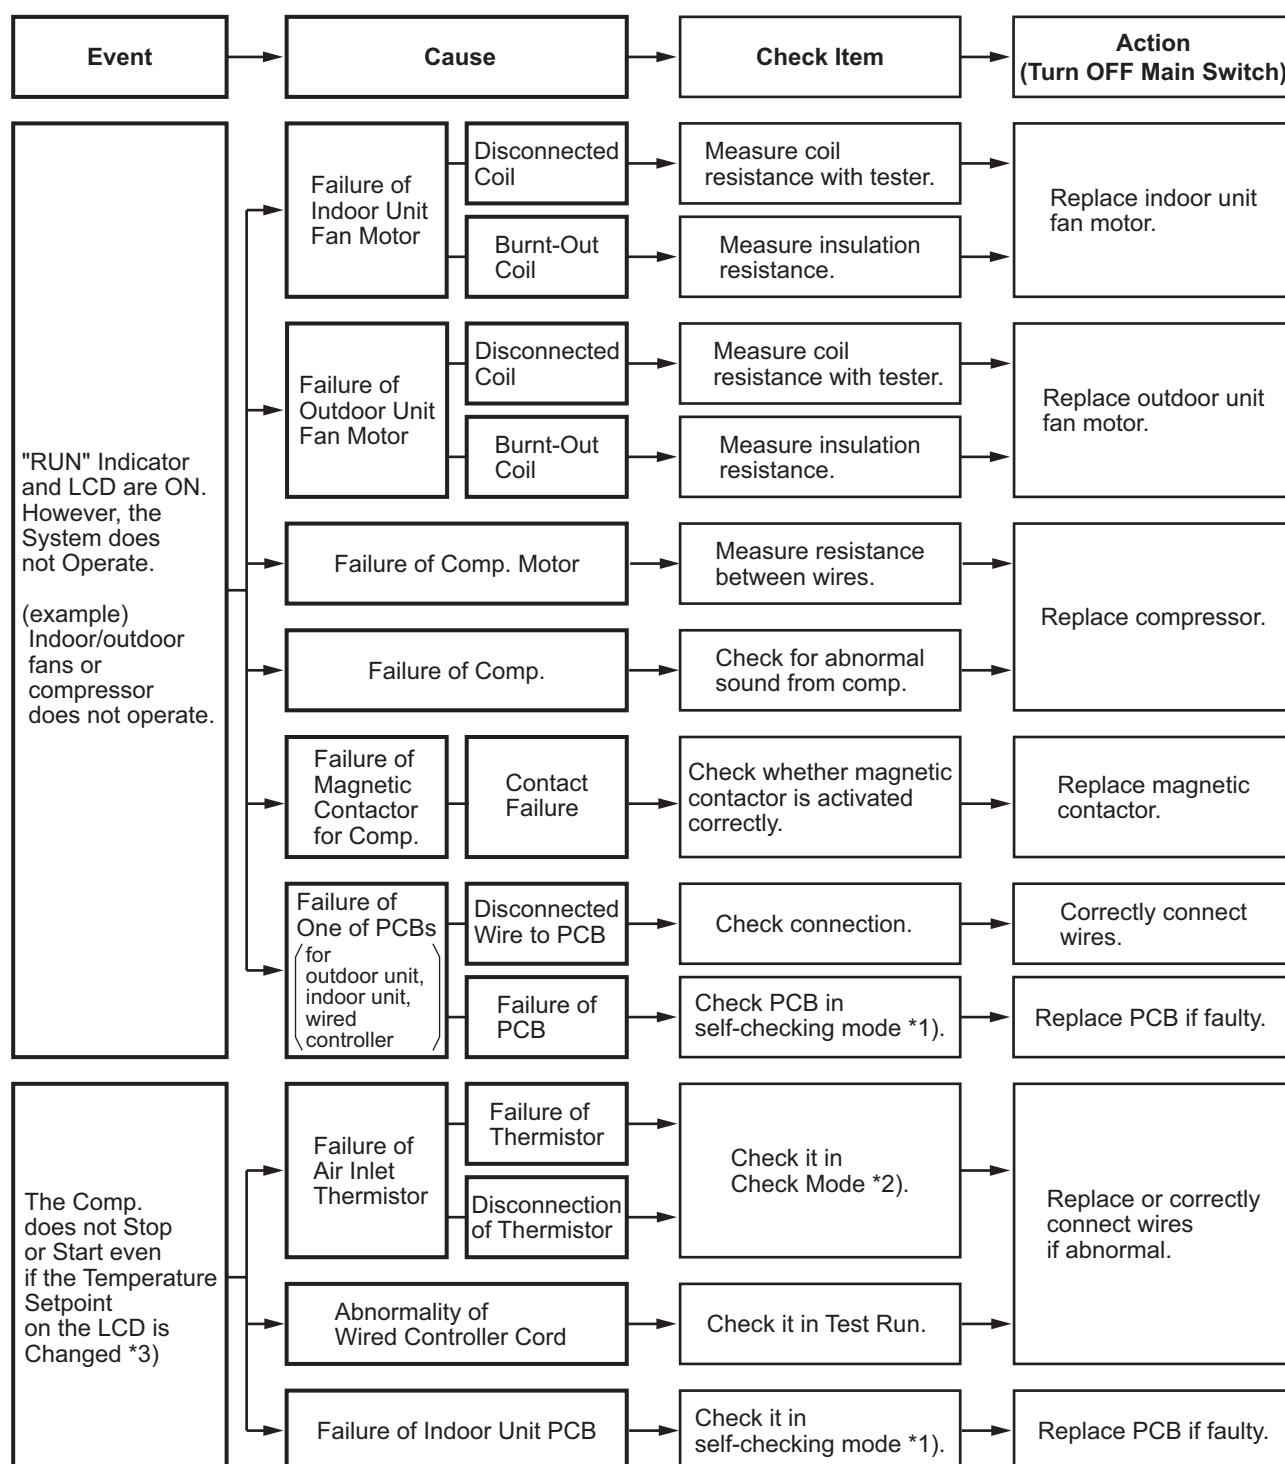 Event
Cause
Check Item
Action
(Turn OFF Main Switch)
"RUN" Indicator
and LCD are ON.
However, the
System does
not Operate.
(example)
Indoor/outdoor
fans or
compressor
does not operate.
Failure of
Indoor Unit
Fan Motor
Disconnected
Coil
Measure coil
resistance with tester.
Burnt-Out
Coil
Measure insulation
resistance.
Replace indoor unit
fan motor.
Failure of
Outdoor Unit
Fan Motor
Disconnected
Coil
Measure coil
resistance with tester.
Burnt-Out
Coil
Measure insulation
resistance.
Replace outdoor unit
fan motor.
Failure of Comp. Motor
Measure resistance
between wires.
Failure of Comp.
Check for abnormal
sound from comp.
Replace compressor.
Failure of
Magnetic
Contactor
for Comp.
Contact
Failure
Check whether magnetic
contactor is activated
correctly.
Replace magnetic
contactor.
Failure of
One of PCBs
(for
outdoor unit,
indoor unit,
wired
controller)
Disconnected
Wire to PCB
Check connection.
Correctly connect
wires.
Failure of
PCB
Check PCB in
self-checking mode *1).
Replace PCB if faulty.
The Comp.
does not Stop
or Start even
if the Temperature
Setpoint
on the LCD is
Changed *3)
Failure of
Air Inlet
Thermistor
Failure of
Thermistor
Disconnection
of Thermistor
Check it in
Check Mode *2).
Replace or correctly
connect wires
if abnormal.
Abnormality of
Wired Controller Cord
Check it in Test Run.
Failure of Indoor Unit PCB
Check it in
self-checking mode *1).
Replace PCB if faulty.